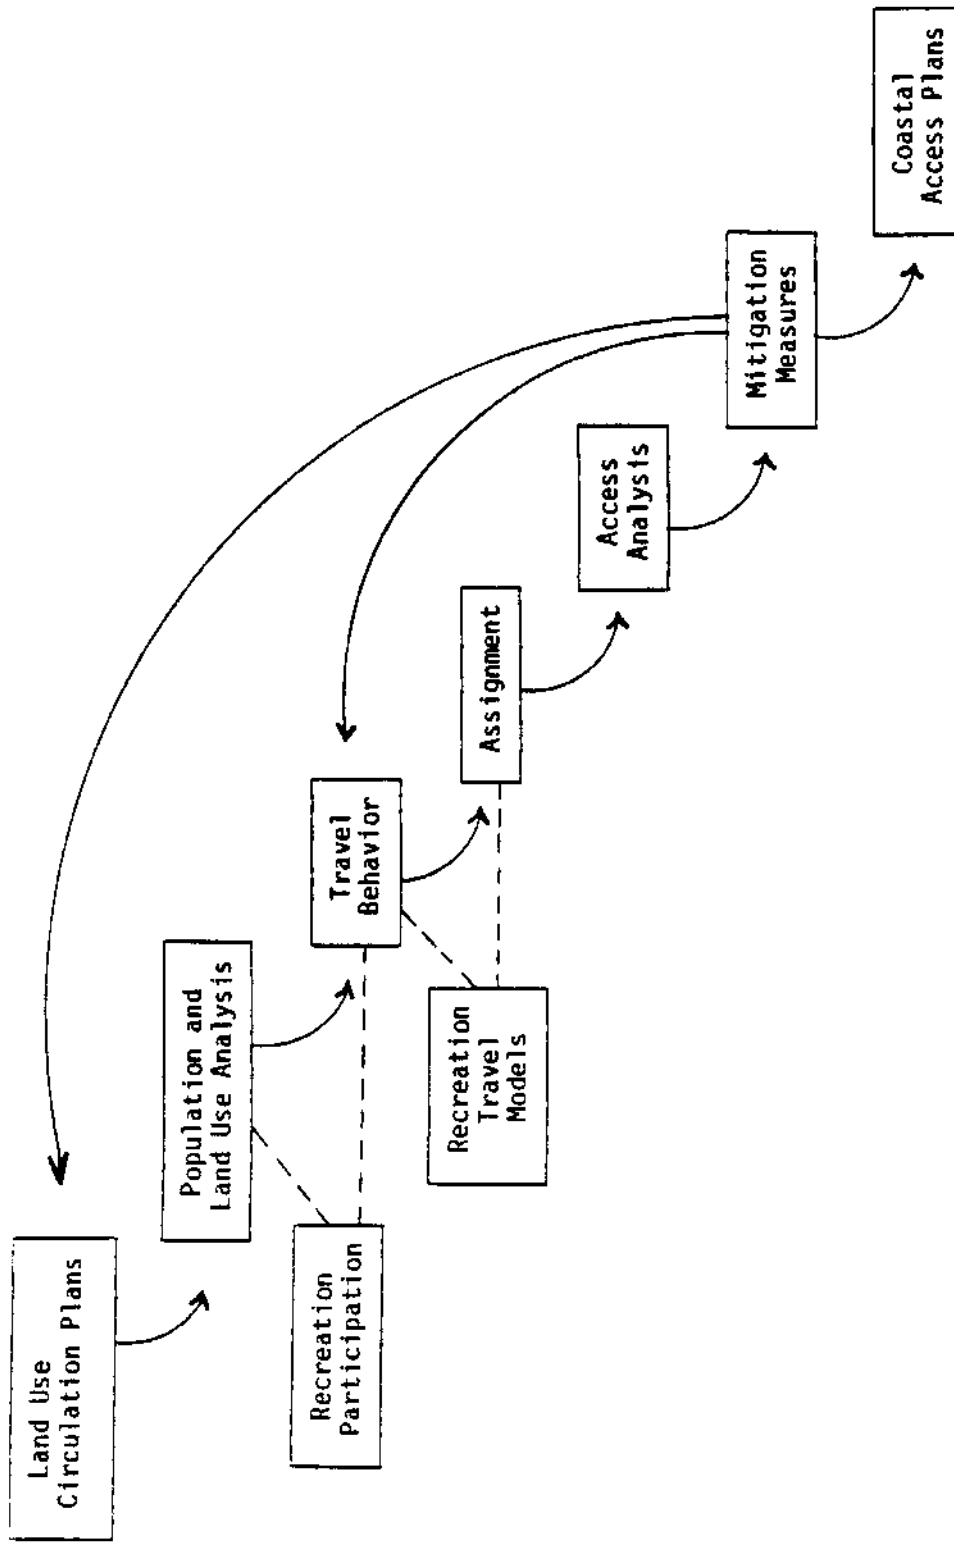 Land Use
Circulation Plans
Population and
Land Use Analysis
Recreation
Participation
Travel
Behavior
Recreation
Travel
Models
Assignment
Access
Analysis
Mitigation
Measures
Coastal
Access Plans